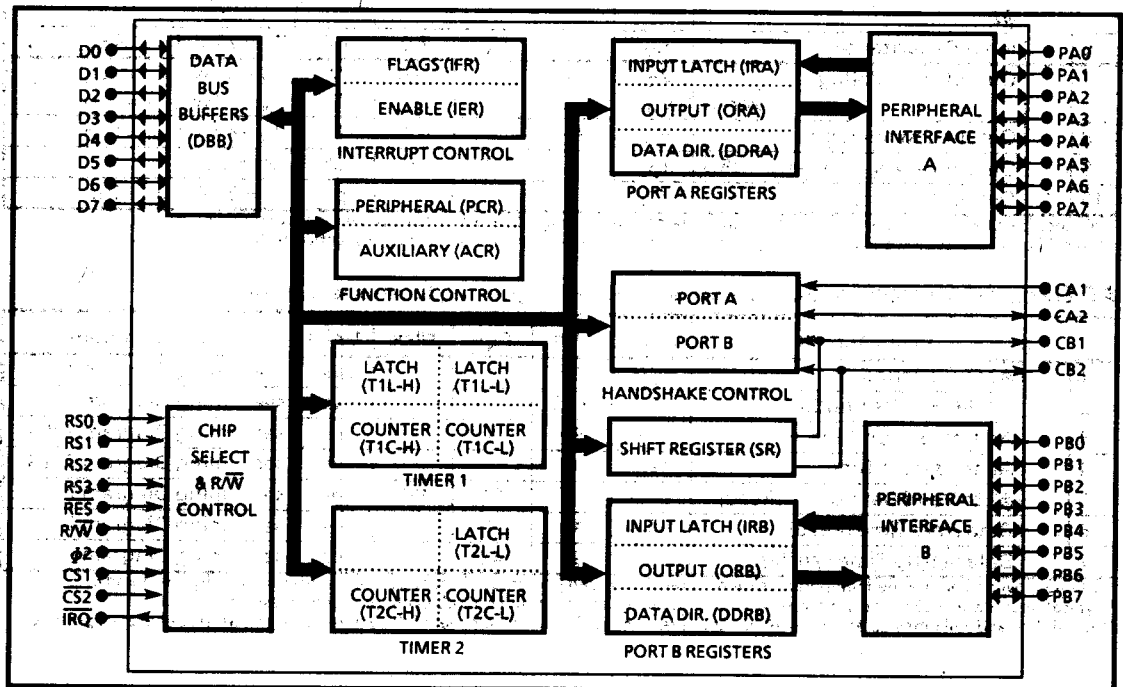 D0
D1
D2
D3
D4
D5
D6
D7
DATA
BUS
BUFFERS
(DBB)
FLAGS (IFR)
ENABLE (IER)
INTERRUPT CONTROL
PERIPHERAL (PCR)
AUXILIARY (ACR)
FUNCTION CONTROL
LATCH
(T1L-H)
LATCH
(T1L-L)
COUNTER
(T1C-H)
COUNTER
(T1C-L)
TIMER 1
LATCH
(T2L-L)
COUNTER
(T2C-H)
COUNTER
(T2C-L)
TIMER 2
RS0
RS1
RS2
RS3
R̅E̅S̅
R/W̅
ϕ2
CS1
C̅S̅2̅
I̅R̅Q̅
CHIP
SELECT
& R/W̅
CONTROL
INPUT LATCH (IRA)
OUTPUT (ORA)
DATA DIR. (DDRA)
PORT A REGISTERS
PERIPHERAL
INTERFACE
A
PA0
PA1
PA2
PA3
PA4
PA5
PA6
PA7
PORT A
PORT B
HANDSHAKE CONTROL
CA1
CA2
CB1
CB2
SHIFT REGISTER (SR)
INPUT LATCH (IRB)
OUTPUT (ORB)
DATA DIR. (DDRB)
PORT B REGISTERS
PERIPHERAL
INTERFACE
B
PB0
PB1
PB2
PB3
PB4
PB5
PB6
PB7